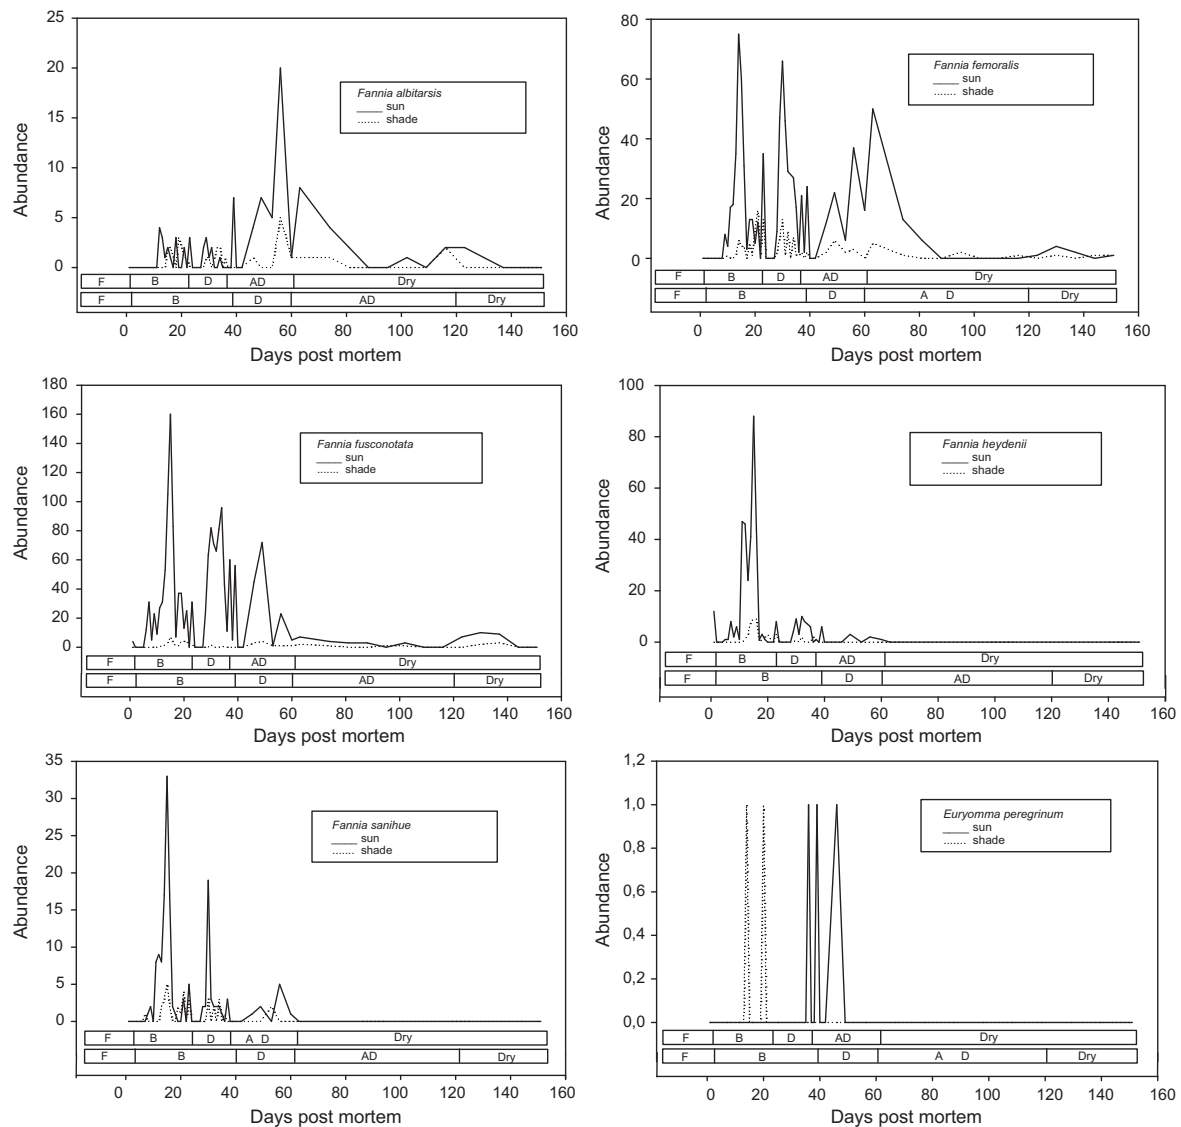 25
20
15
10
5
0
Abundance
Fannia albitarsis
sun
shade
F B D AD Dry
F B D AD Dry
0 20 40 60 80 100 120 140 160
Days post mortem
80
60
40
20
0
Abundance
Fannia femoralis
sun
shade
F B D AD Dry
F B D A D Dry
0 20 40 60 80 100 120 140 160
Days post mortem
180
160
140
120
100
80
60
40
20
0
Abundance
Fannia fusconotata
sun
shade
F B D AD Dry
F B D AD Dry
0 20 40 60 80 100 120 140 160
Days post mortem
100
80
60
40
20
0
Abundance
Fannia heydenii
sun
shade
F B D AD Dry
F B D AD Dry
0 20 40 60 80 100 120 140 160
Days post mortem
35
30
25
20
15
10
5
0
Abundance
Fannia sanihue
sun
shade
F B D A D Dry
F B D AD Dry
0 20 40 60 80 100 120 140 160
Days post mortem
1,2
1,0
0,8
0,6
0,4
0,2
0,0
Abundance
Euryomma peregrinum
sun
shade
F B D AD Dry
F B D A D Dry
0 20 40 60 80 100 120 140 160
Days post mortem